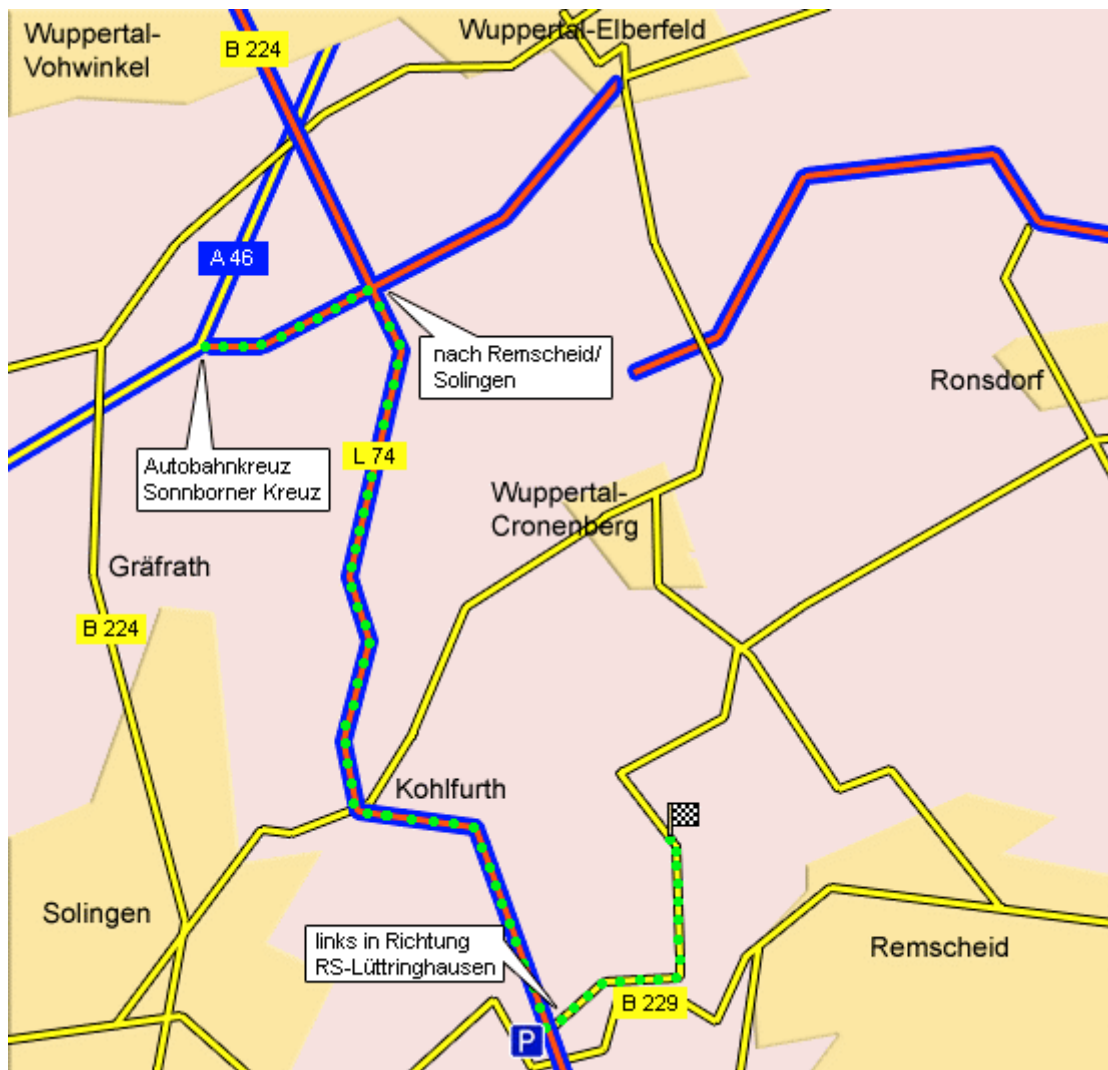 Wuppertal-
Vohwinkel
B 224
Wuppertal-Elberfeld
A 46
nach Remscheid/
Solingen
Ronsdorf
Autobahnkreuz
Sonnborner Kreuz
L 74
Wuppertal-
Cronenberg
Gräfrath
B 224
Kohlfurth
Solingen
links in Richtung
RS-Lüttringhausen
Remscheid
B 229
P